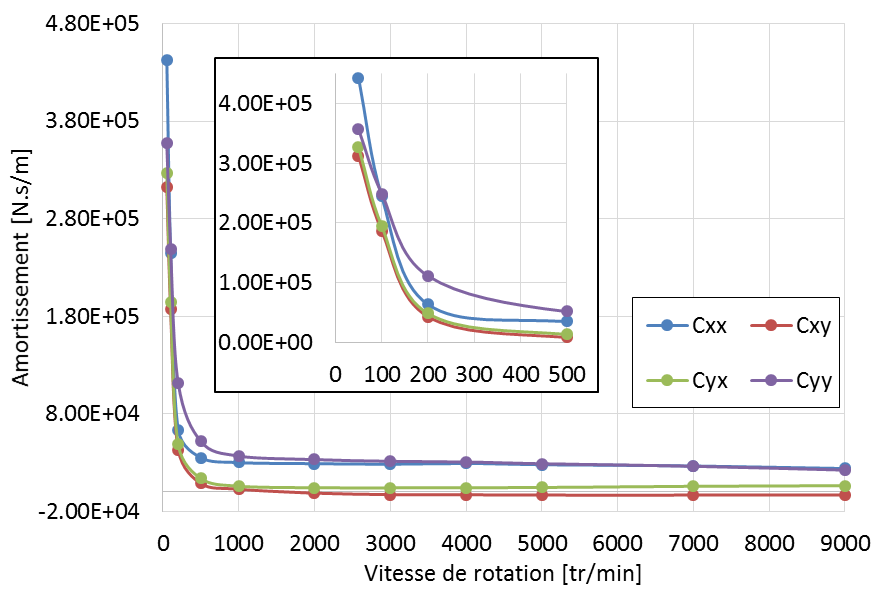 4.80E+05
3.80E+05
2.80E+05
1.80E+05
8.00E+04
-2.00E+04
Amortissement [N.s/m]
4.00E+05
3.00E+05
2.00E+05
1.00E+05
0.00E+00
0 100 200 300 400 500
Cxx Cxy
Cyx Cyy
0 1000 2000 3000 4000 5000 6000 7000 8000 9000
Vitesse de rotation [tr/min]